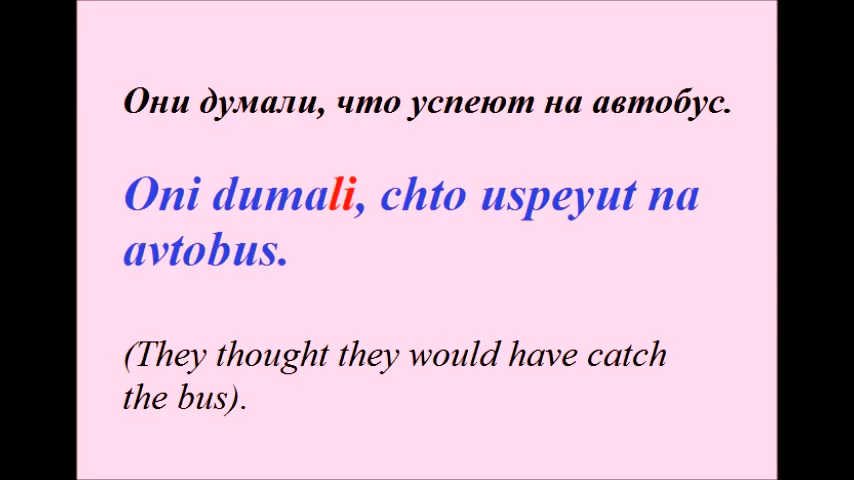 Они думали, что успеют на автобус.
Oni dumali, chto uspeyut na
avtobus.
(They thought they would have catch
the bus).